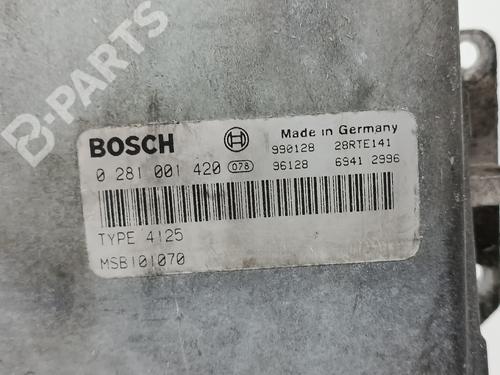 B-PARTS
BOSCH
Made in Germany
990128 28RTE141
0 281 001 420 078 96128 6941 2996
TYPE 4125
MSB101070